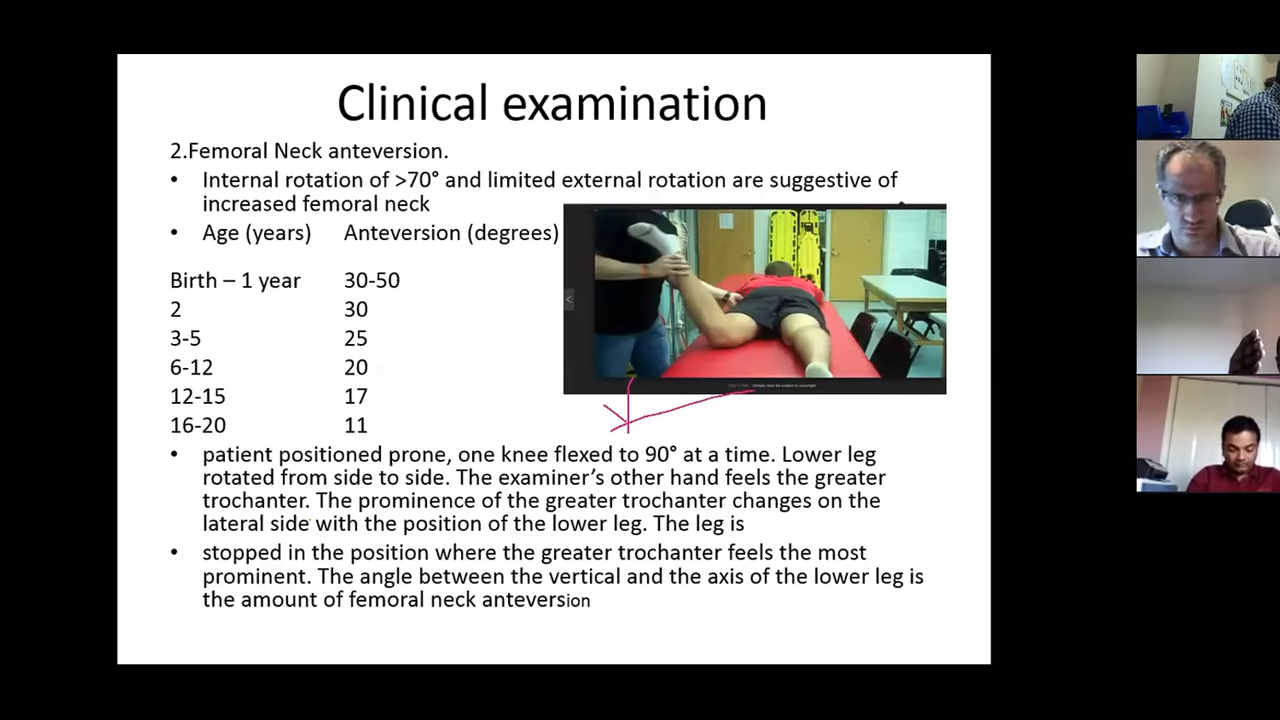 Clinical examination
2.Femoral Neck anteversion.
• Internal rotation of >70° and limited external rotation are suggestive of
increased femoral neck
• Age (years) Anteversion (degrees)
Birth – 1 year 30-50
2 30
3-5 25
6-12 20
12-15 17
16-20 11
• patient positioned prone, one knee flexed to 90° at a time. Lower leg
rotated from side to side. The examiner's other hand feels the greater
trochanter. The prominence of the greater trochanter changes on the
lateral side with the position of the lower leg. The leg is
• stopped in the position where the greater trochanter feels the most
prominent. The angle between the vertical and the axis of the lower leg is
the amount of femoral neck anteversion